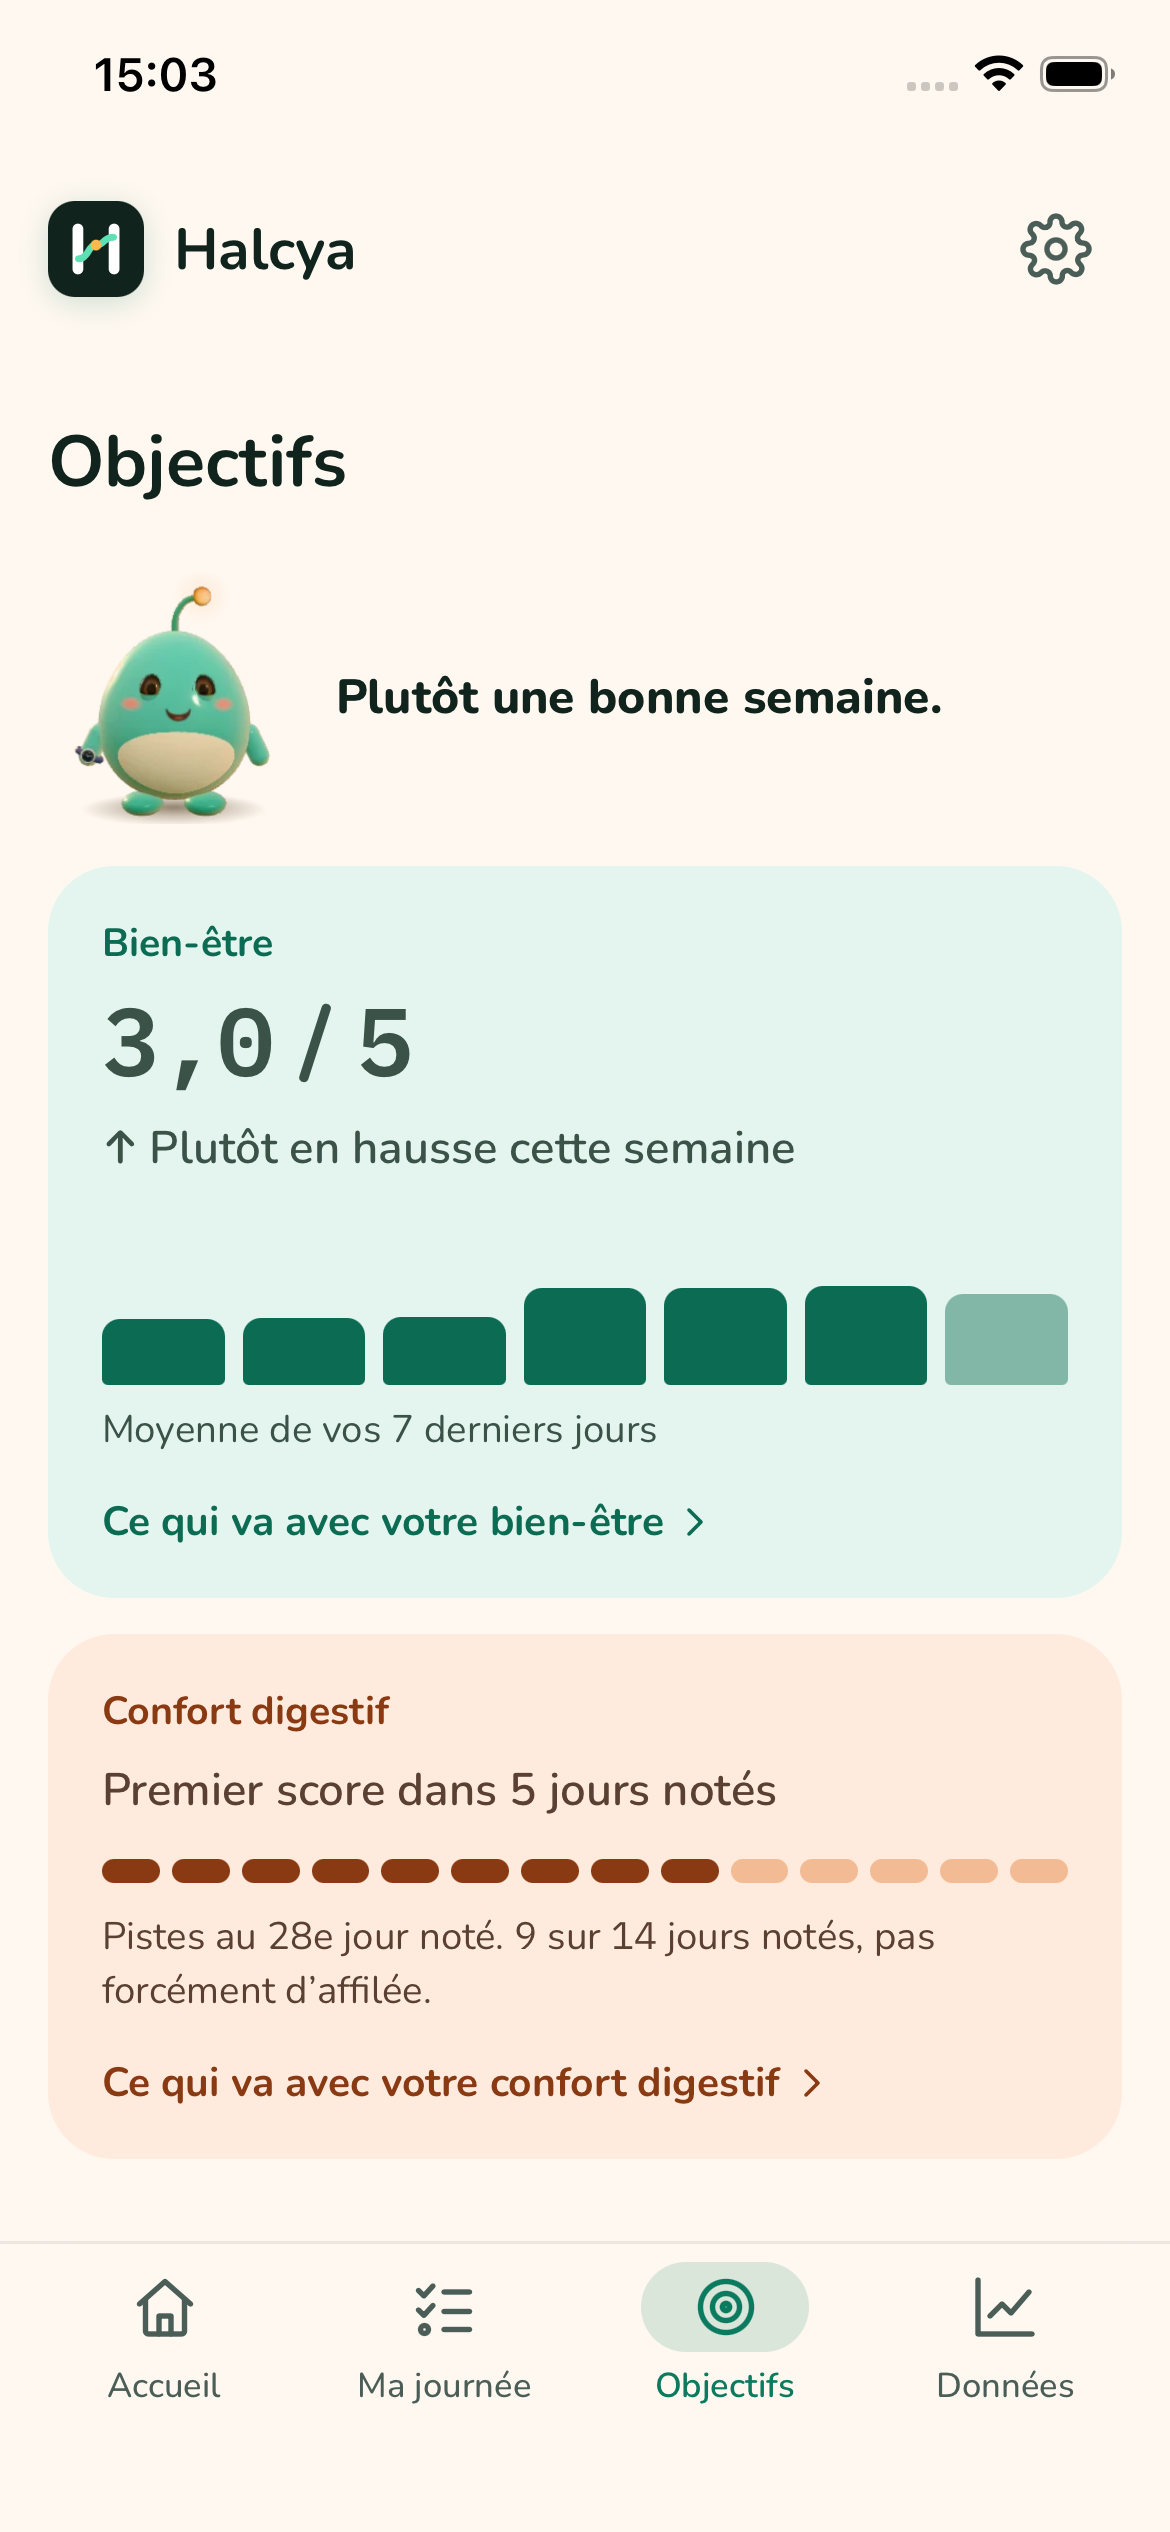 15:03
Halcya
Objectifs
Plutôt une bonne semaine.
Bien-être
3,0/5
↑ Plutôt en hausse cette semaine
Moyenne de vos 7 derniers jours
Ce qui va avec votre bien-être
Confort digestif
Premier score dans 5 jours notés
Pistes au 28e jour noté. 9 sur 14 jours notés, pas
forcément d’affilée.
Ce qui va avec votre confort digestif
Accueil
Ma journée
Objectifs
Données